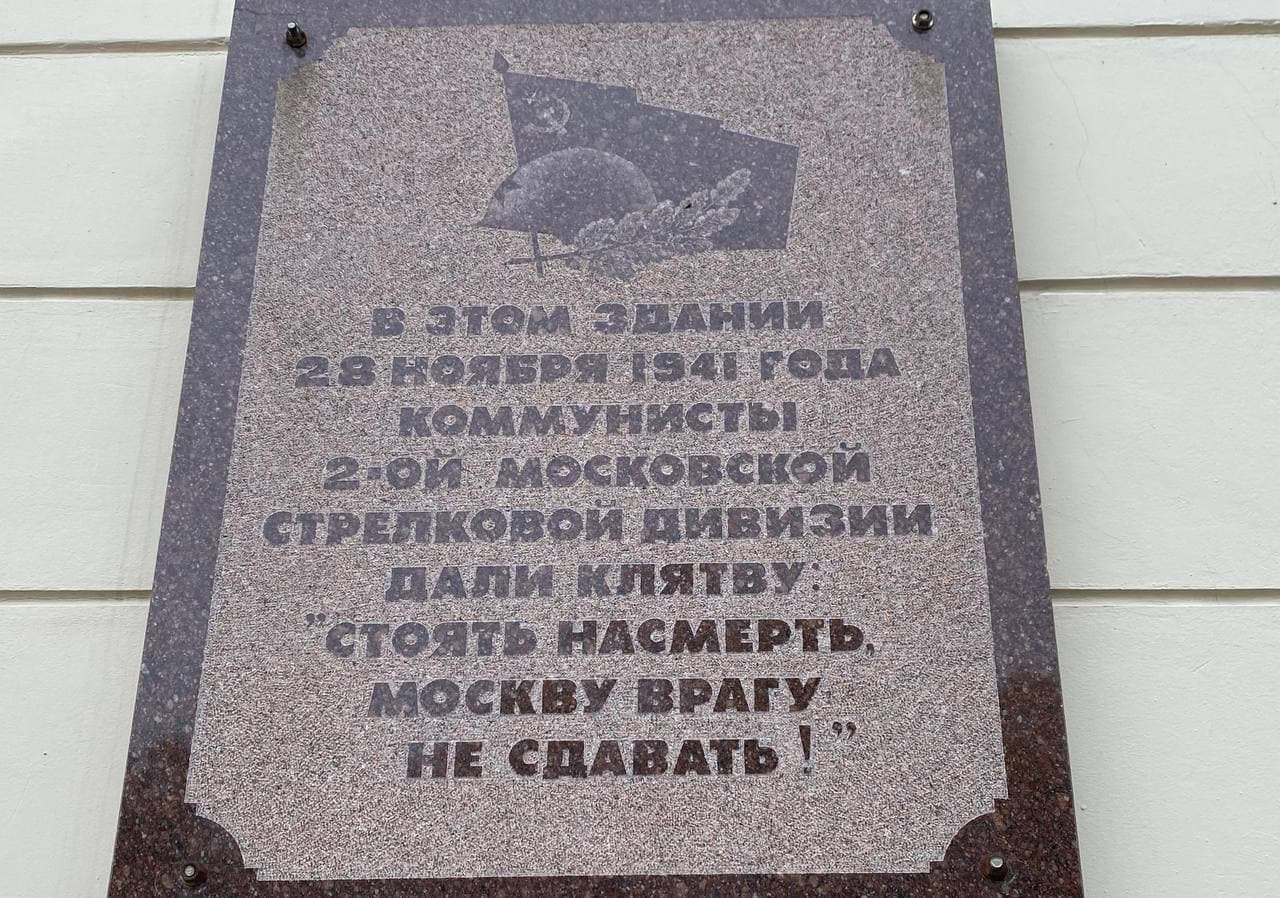 В ЭТОМ ЗДАНИИ
28 НОЯБРЯ 1941 ГОДА
КОММУНИСТЫ
2-ОЙ МОСКОВСКОЙ
СТРЕЛКОВОЙ ДИВИЗИИ
ДАЛИ КЛЯТВУ:
”СТОЯТЬ НАСМЕРТЬ,
МОСКВУ ВРАГУ
НЕ СДАВАТЬ!”